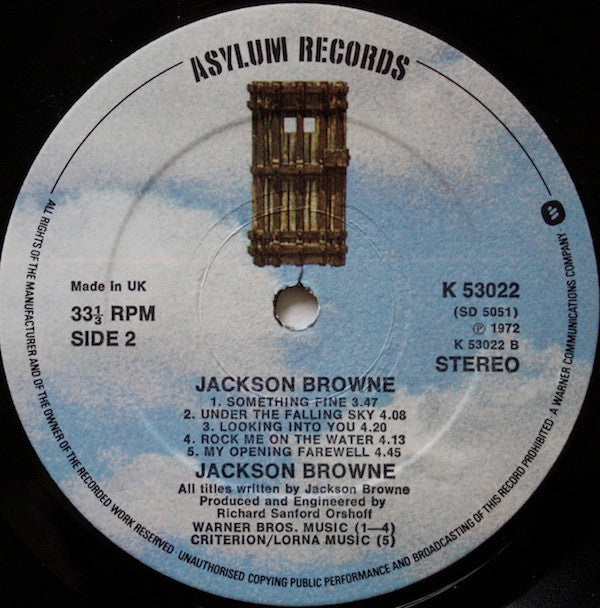 ASYLUM RECORDS
Made in UK
33⅓ RPM
SIDE 2
K 53022
(SD 5051)
℗ 1972
K 53022 B
STEREO
JACKSON BROWNE
1. SOMETHING FINE 3.47
2. UNDER THE FALLING SKY 4.08
3. LOOKING INTO YOU 4.20
4. ROCK ME ON THE WATER 4.13
5. MY OPENING FAREWELL 4.45
JACKSON BROWNE
All titles written by Jackson Browne
Produced and Engineered by
Richard Sanford Orshoff
WARNER BROS. MUSIC (1—4)
CRITERION/LORNA MUSIC (5)
ALL RIGHTS OF THE MANUFACTURER AND OF THE OWNER OF THE RECORDED WORK RESERVED UNAUTHORISED COPYING PUBLIC PERFORMANCE AND BROADCASTING OF THIS RECORD PROHIBITED A WARNER COMMUNICATIONS COMPANY